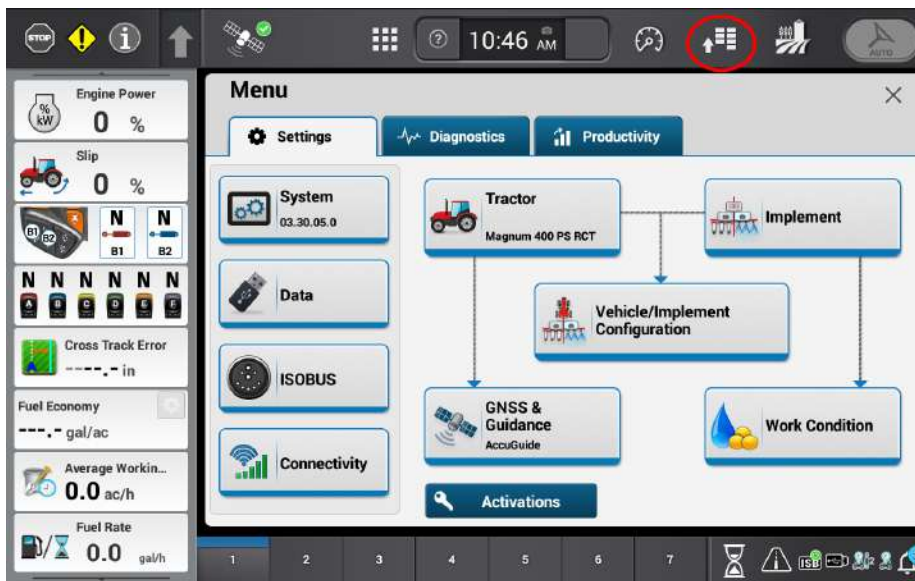 STOP
10:46 AM
AUTO
Engine Power
% kW
0 %
Slip
0 %
B1 B2
N N
B1 B2
N N N N N N
A B C D E F
Cross Track Error
----.- in
Fuel Economy
---.- gal/ac
Average Workin...
0.0 ac/h
Fuel Rate
0.0 gal/h
Menu
Settings
Diagnostics
Productivity
System
03.30.05.0
Data
ISOBUS
Connectivity
Tractor
Magnum 400 PS RCT
Implement
Vehicle/Implement
Configuration
GNSS &
Guidance
AccuGuide
Work Condition
Activations
1 2 3 4 5 6 7
ISB